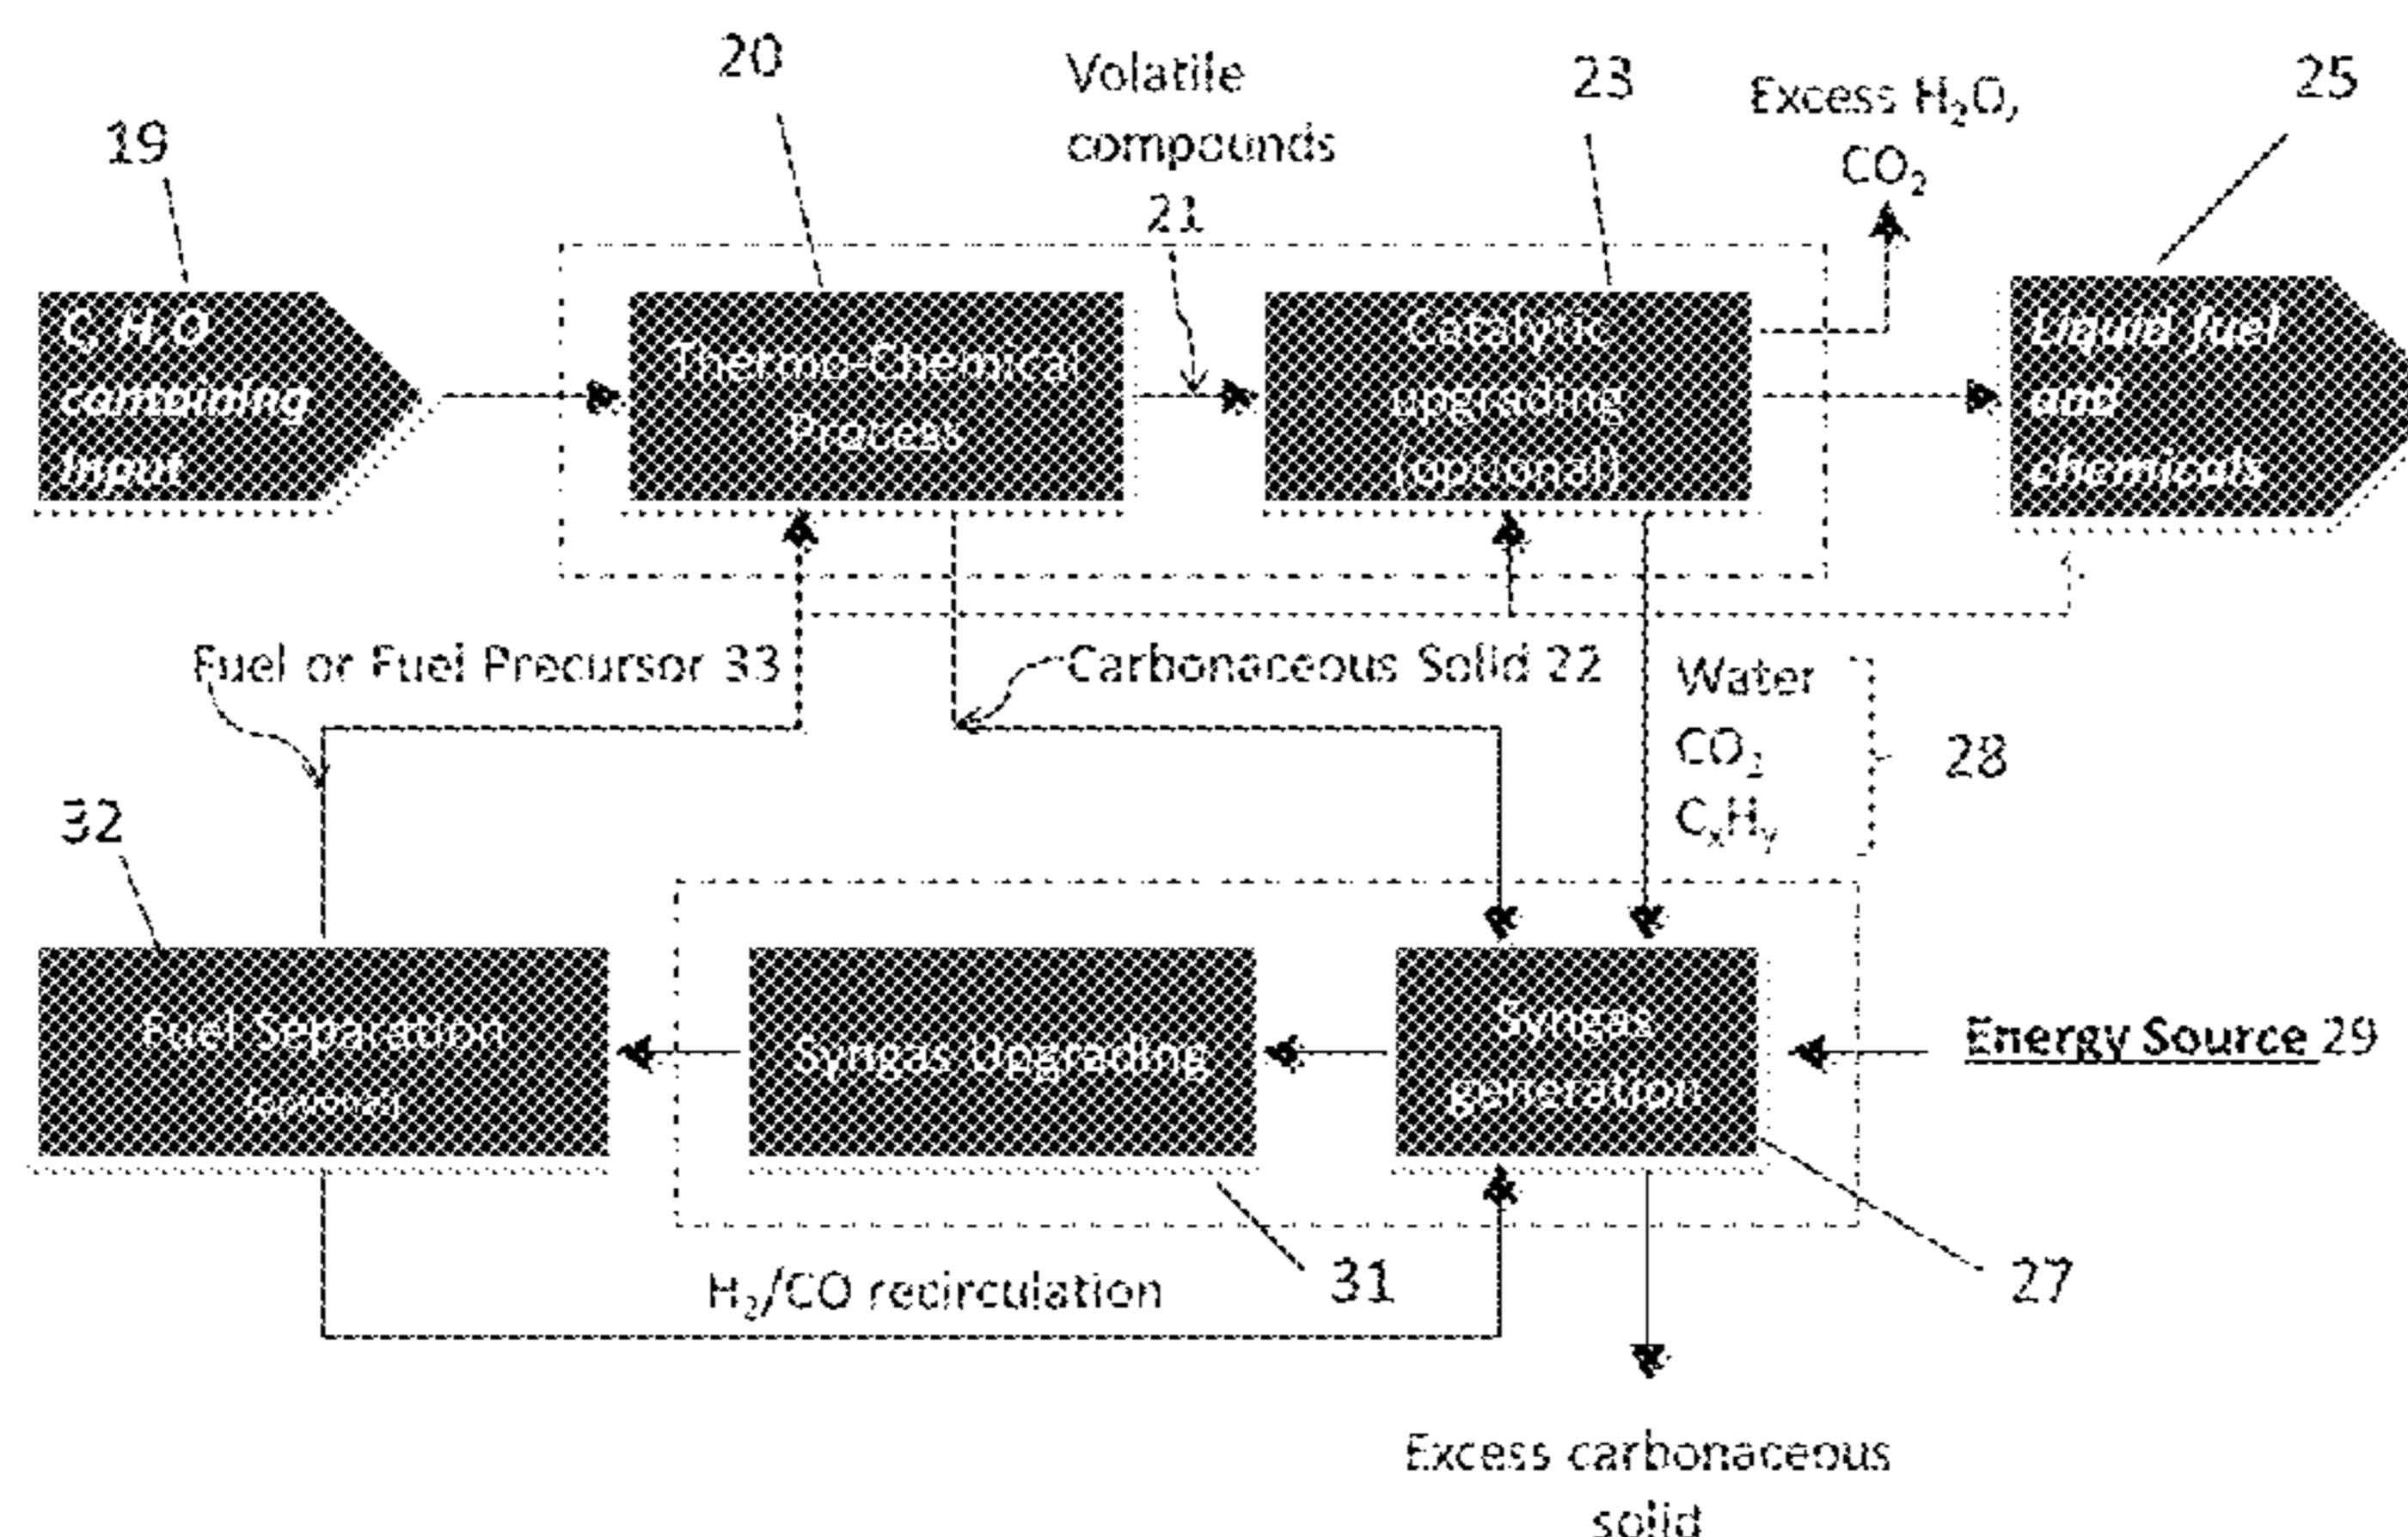 20
Volatile
compounds
21
23
Excess H₂O,
CO₂
25
19
C, H, O
containing
Input
Thermo-Chemical
Process
Catalytic
upgrading
(optional)
Liquid fuel
and
chemicals
Fuel or Fuel Precursor 33
Carbonaceous Solid 22
Water
CO₂
CₓHᵧ
28
32
Fuel Separation
(optional)
Syngas Upgrading
Syngas
generation
Energy Source 29
H₂/CO recirculation
31
27
Excess carbonaceous
solid